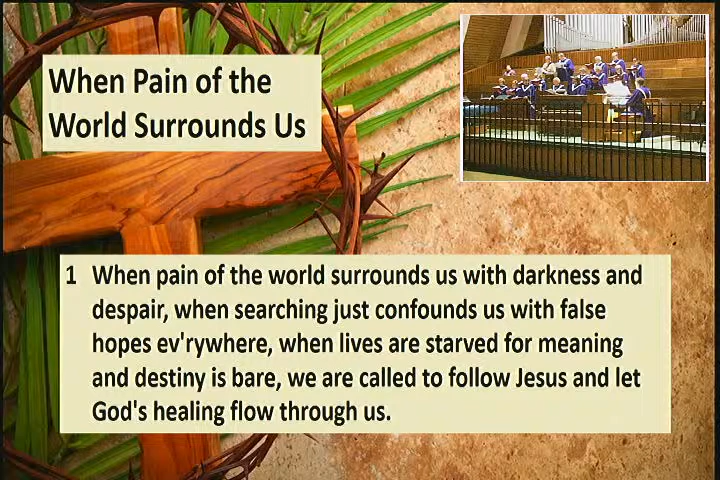 When Pain of the
World Surrounds Us
1 When pain of the world surrounds us with darkness and
despair, when searching just confounds us with false
hopes ev'rywhere, when lives are starved for meaning
and destiny is bare, we are called to follow Jesus and let
God's healing flow through us.